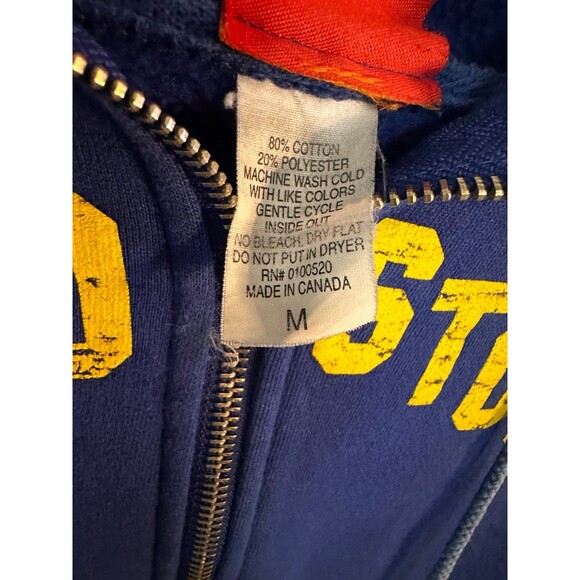 80% COTTON
20% POLYESTER
MACHINE WASH COLD
WITH LIKE COLORS
GENTLE CYCLE
INSIDE OUT
NO BLEACH, DRY FLAT
DO NOT PUT IN DRYER
RN# 0100520
MADE IN CANADA
M
D STU